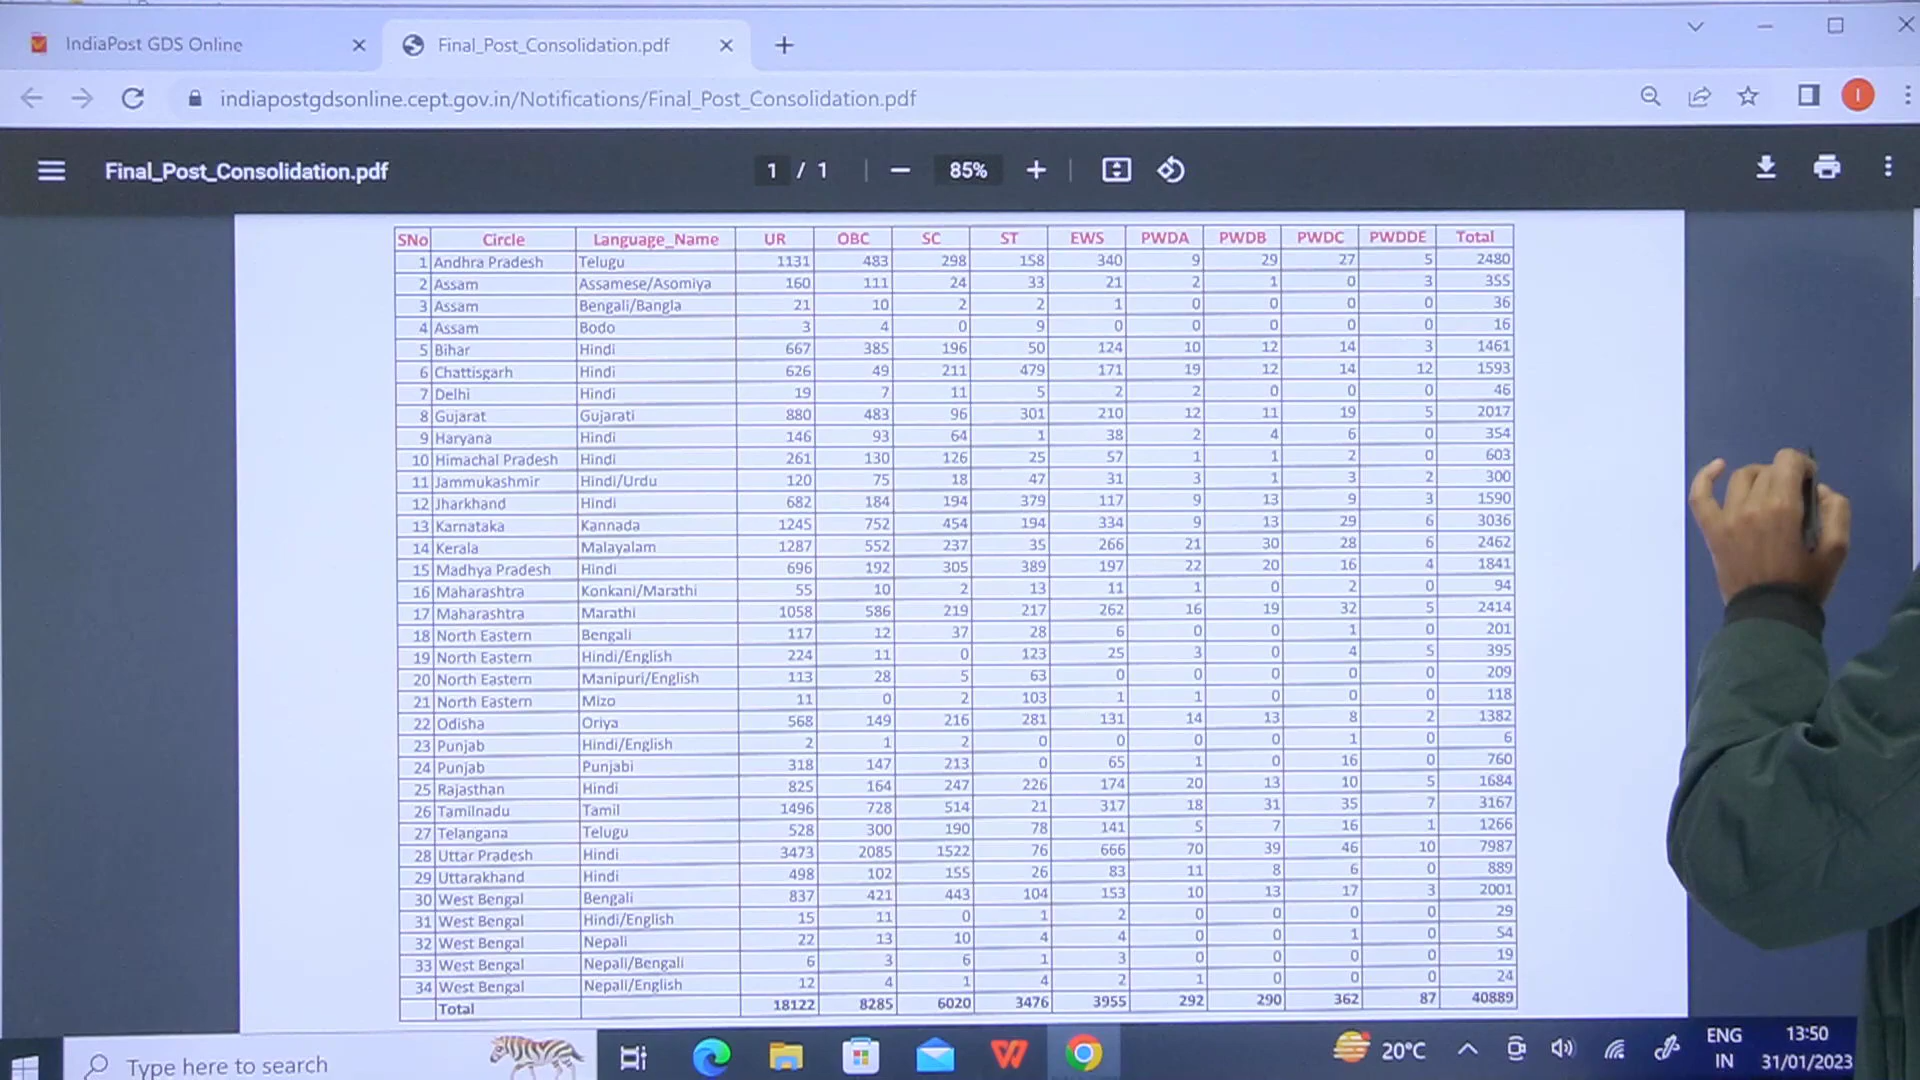 IndiaPost GDS Online
Final_Post_Consolidation.pdf
indiapostgdsonline.cept.gov.in/Notifications/Final_Post_Consolidation.pdf
I
Final_Post_Consolidation.pdf
1 / 1
85%
SNo Circle Language_Name UR OBC SC ST EWS PWDA PWDB PWDC PWDDE Total
1 Andhra Pradesh Telugu 1131 483 298 158 340 9 29 27 5 2480
2 Assam Assamese/Asomiya 160 111 24 33 21 2 1 0 3 355
3 Assam Bengali/Bangla 21 10 2 2 1 0 0 0 0 36
4 Assam Bodo 3 4 0 9 0 0 0 0 0 16
5 Bihar Hindi 667 385 196 50 124 10 12 14 3 1461
6 Chattisgarh Hindi 626 49 211 479 171 19 12 14 12 1593
7 Delhi Hindi 19 7 11 5 2 2 0 0 0 46
8 Gujarat Gujarati 880 483 96 301 210 12 11 19 5 2017
9 Haryana Hindi 146 93 64 1 38 2 4 6 0 354
10 Himachal Pradesh Hindi 261 130 126 25 57 1 1 2 0 603
11 Jammukashmir Hindi/Urdu 120 75 18 47 31 3 1 3 2 300
12 Jharkhand Hindi 682 184 194 379 117 9 13 9 3 1590
13 Karnataka Kannada 1245 752 454 194 334 9 13 29 6 3036
14 Kerala Malayalam 1287 552 237 35 266 21 30 28 6 2462
15 Madhya Pradesh Hindi 696 192 305 389 197 22 20 16 4 1841
16 Maharashtra Konkani/Marathi 55 10 2 13 11 1 0 2 0 94
17 Maharashtra Marathi 1058 586 219 217 262 16 19 32 5 2414
18 North Eastern Bengali 117 12 37 28 6 0 0 1 0 201
19 North Eastern Hindi/English 224 11 0 123 25 3 0 4 5 395
20 North Eastern Manipuri/English 113 28 5 63 0 0 0 0 0 209
21 North Eastern Mizo 11 0 2 103 1 1 0 0 0 118
22 Odisha Oriya 568 149 216 281 131 14 13 8 2 1382
23 Punjab Hindi/English 2 1 2 0 0 0 0 1 0 6
24 Punjab Punjabi 318 147 213 0 65 1 0 16 0 760
25 Rajasthan Hindi 825 164 247 226 174 20 13 10 5 1684
26 Tamilnadu Tamil 1496 728 514 21 317 18 31 35 7 3167
27 Telangana Telugu 528 300 190 78 141 5 7 16 1 1266
28 Uttar Pradesh Hindi 3473 2085 1522 76 666 70 39 46 10 7987
29 Uttarakhand Hindi 498 102 155 26 83 11 8 6 0 889
30 West Bengal Bengali 837 421 443 104 153 10 13 17 3 2001
31 West Bengal Hindi/English 15 11 0 1 2 0 0 0 0 29
32 West Bengal Nepali 22 13 10 4 4 0 0 1 0 54
33 West Bengal Nepali/Bengali 6 3 6 1 3 0 0 0 0 19
34 West Bengal Nepali/English 12 4 1 4 2 1 0 0 0 24
Total 18122 8285 6020 3476 3955 292 290 362 87 40889
Type here to search
20°C
ENG
IN
13:50
31/01/2023